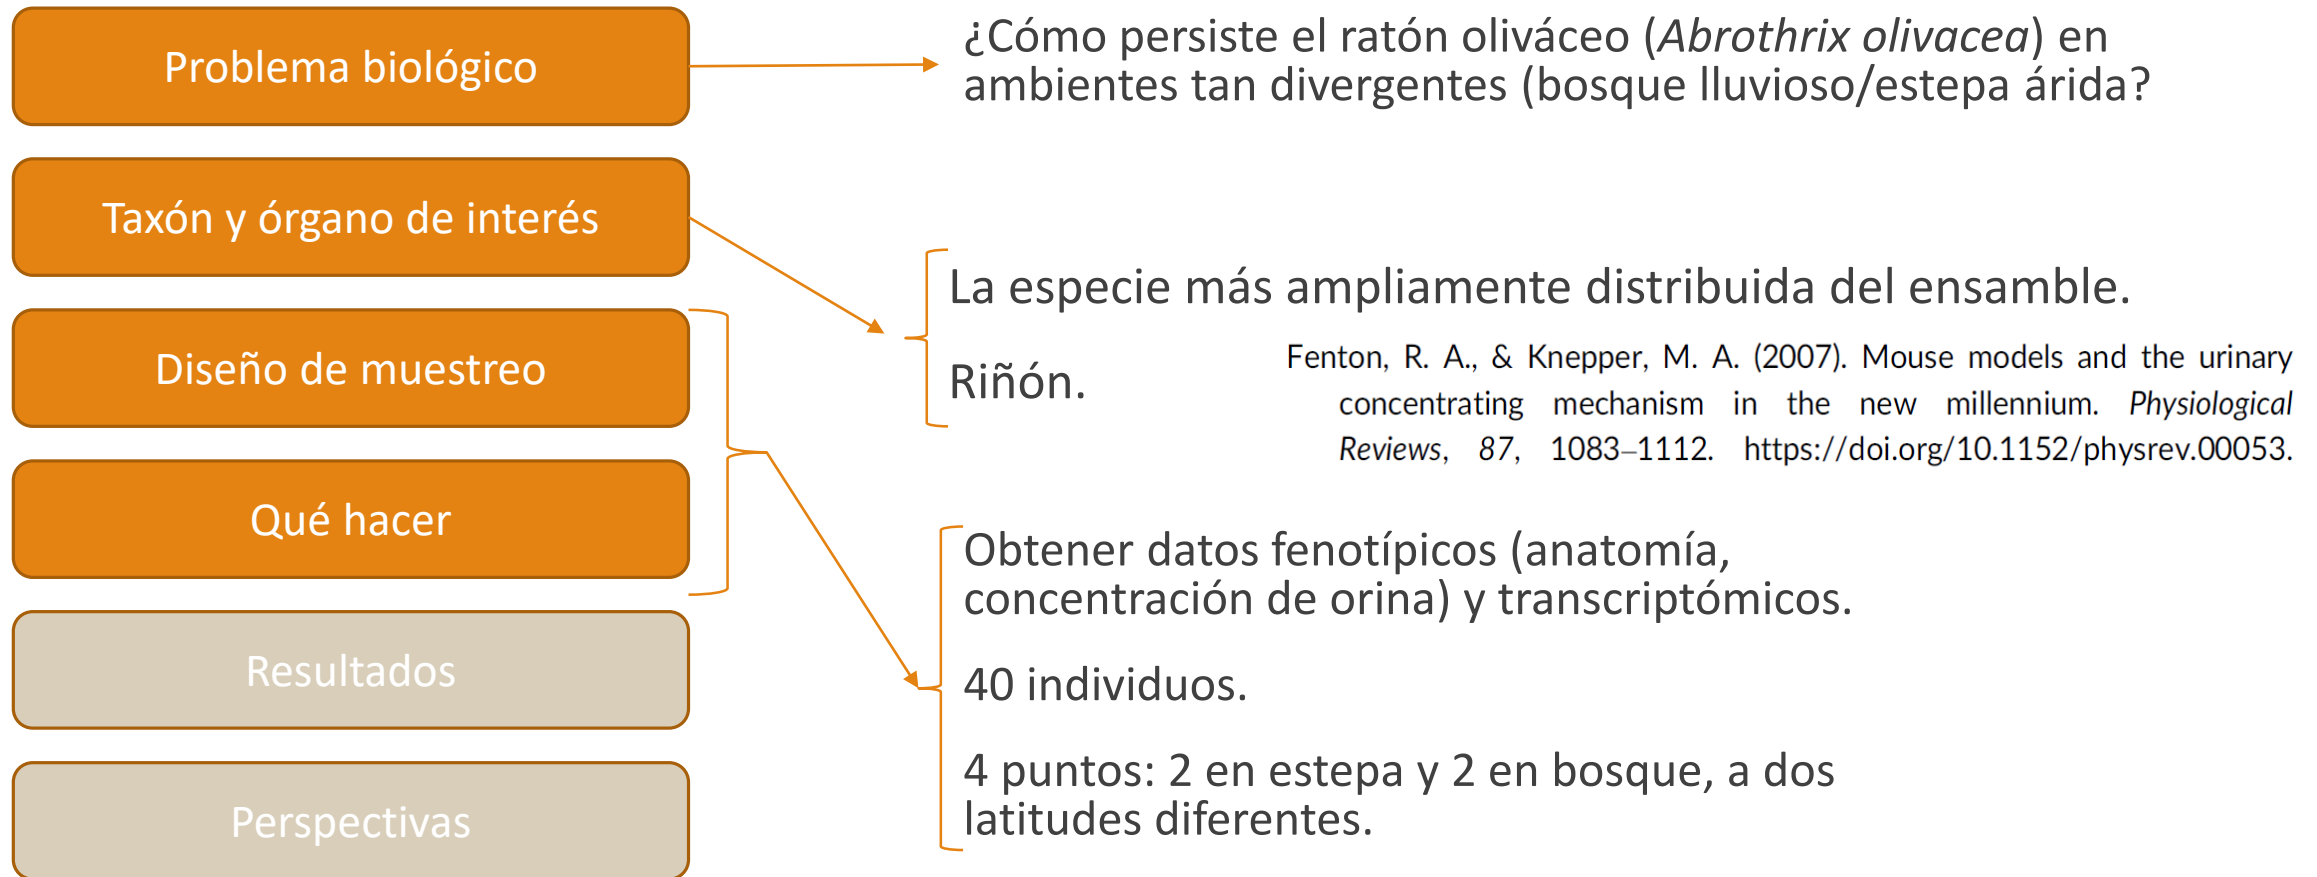 Problema biológico
¿Cómo persiste el ratón oliváceo (Abrothrix olivacea) en
ambientes tan divergentes (bosque lluvioso/estepa árida?
Taxón y órgano de interés
La especie más ampliamente distribuida del ensamble.
Riñón.
Fenton, R. A., & Knepper, M. A. (2007). Mouse models and the urinary
concentrating mechanism in the new millennium. Physiological
Reviews, 87, 1083–1112. https://doi.org/10.1152/physrev.00053.
Diseño de muestreo
Qué hacer
Obtener datos fenotípicos (anatomía,
concentración de orina) y transcriptómicos.
40 individuos.
4 puntos: 2 en estepa y 2 en bosque, a dos
latitudes diferentes.
Resultados
Perspectivas